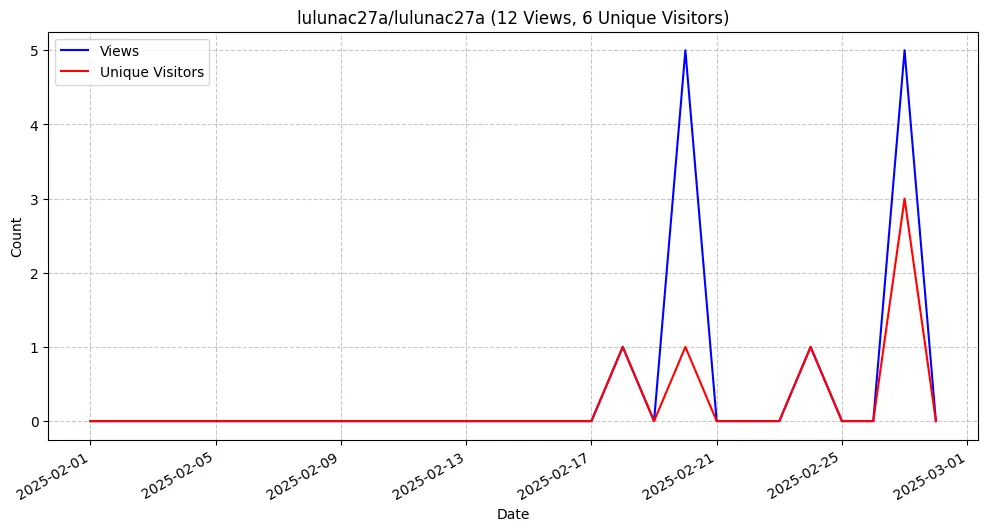 lulunac27a/lulunac27a (12 Views, 6 Unique Visitors)
Views
Unique Visitors
Count
5
4
3
2
1
0
2025-02-01
2025-02-05
2025-02-09
2025-02-13
2025-02-17
2025-02-21
2025-02-25
2025-03-01
Date